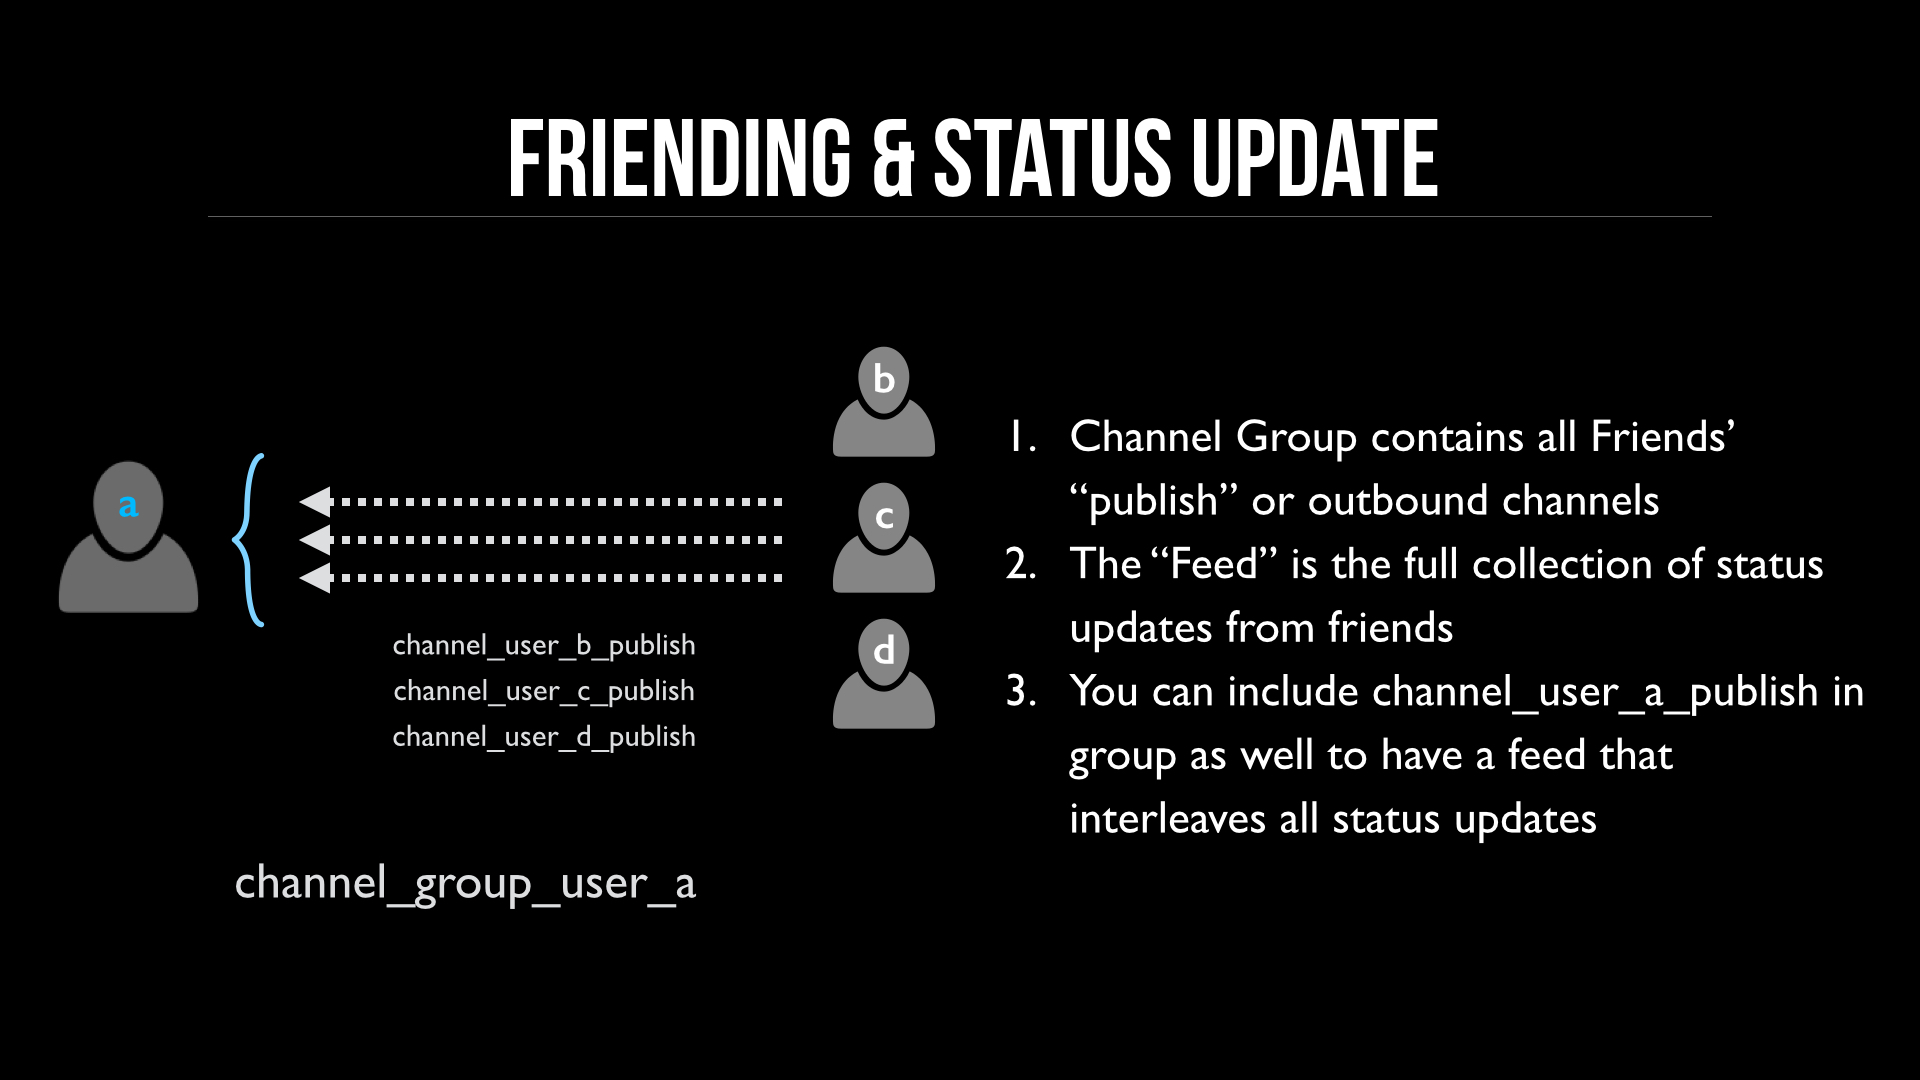 FRIENDING & STATUS UPDATE
a
b
c
d
channel_user_b_publish
channel_user_c_publish
channel_user_d_publish
channel_group_user_a
1. Channel Group contains all Friends’
“publish” or outbound channels
2. The “Feed” is the full collection of status
updates from friends
3. You can include channel_user_a_publish in
group as well to have a feed that
interleaves all status updates